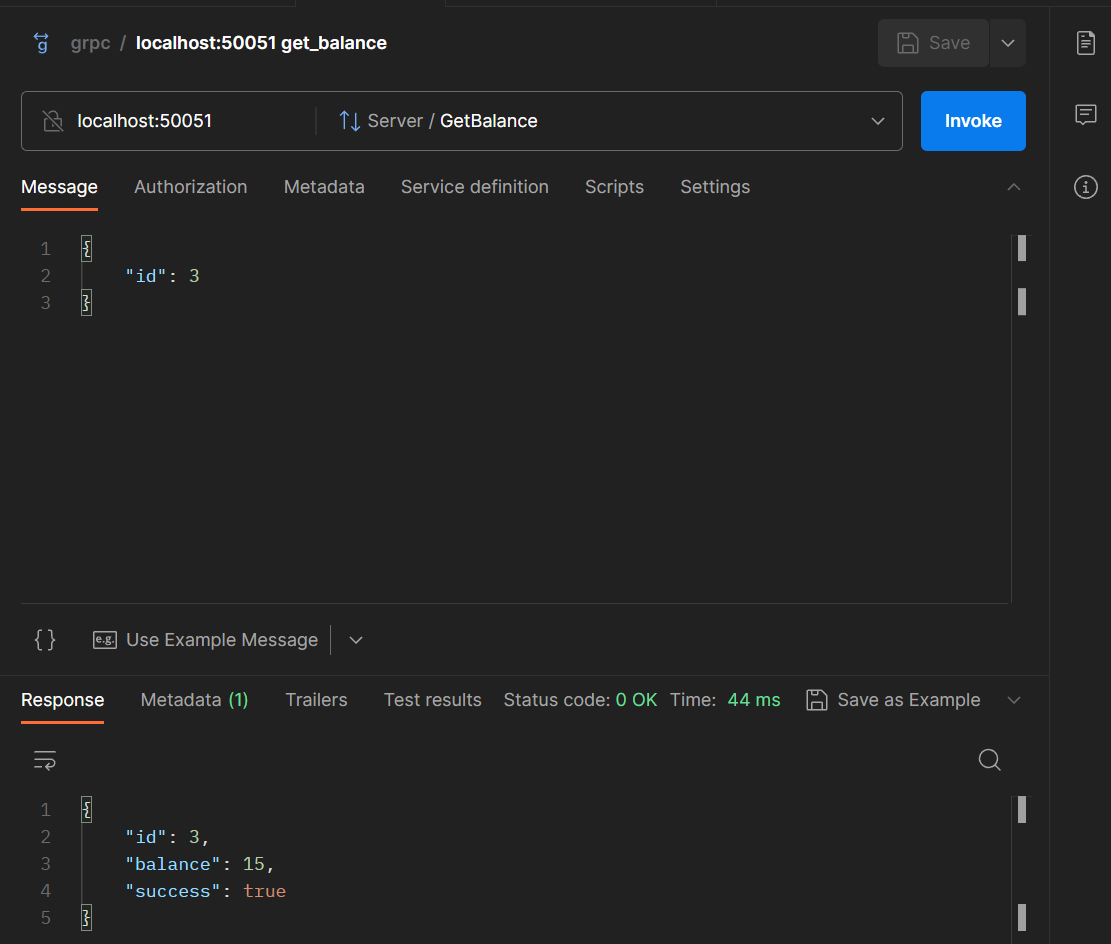 grpc / localhost:50051 get_balance
Save
localhost:50051
Server / GetBalance
Invoke
Message Authorization Metadata Service definition Scripts Settings
1 {
2 "id": 3
3 }
{} e.g. Use Example Message
Response Metadata (1) Trailers Test results Status code: 0 OK Time: 44 ms Save as Example
1 {
2 "id": 3,
3 "balance": 15,
4 "success": true
5 }